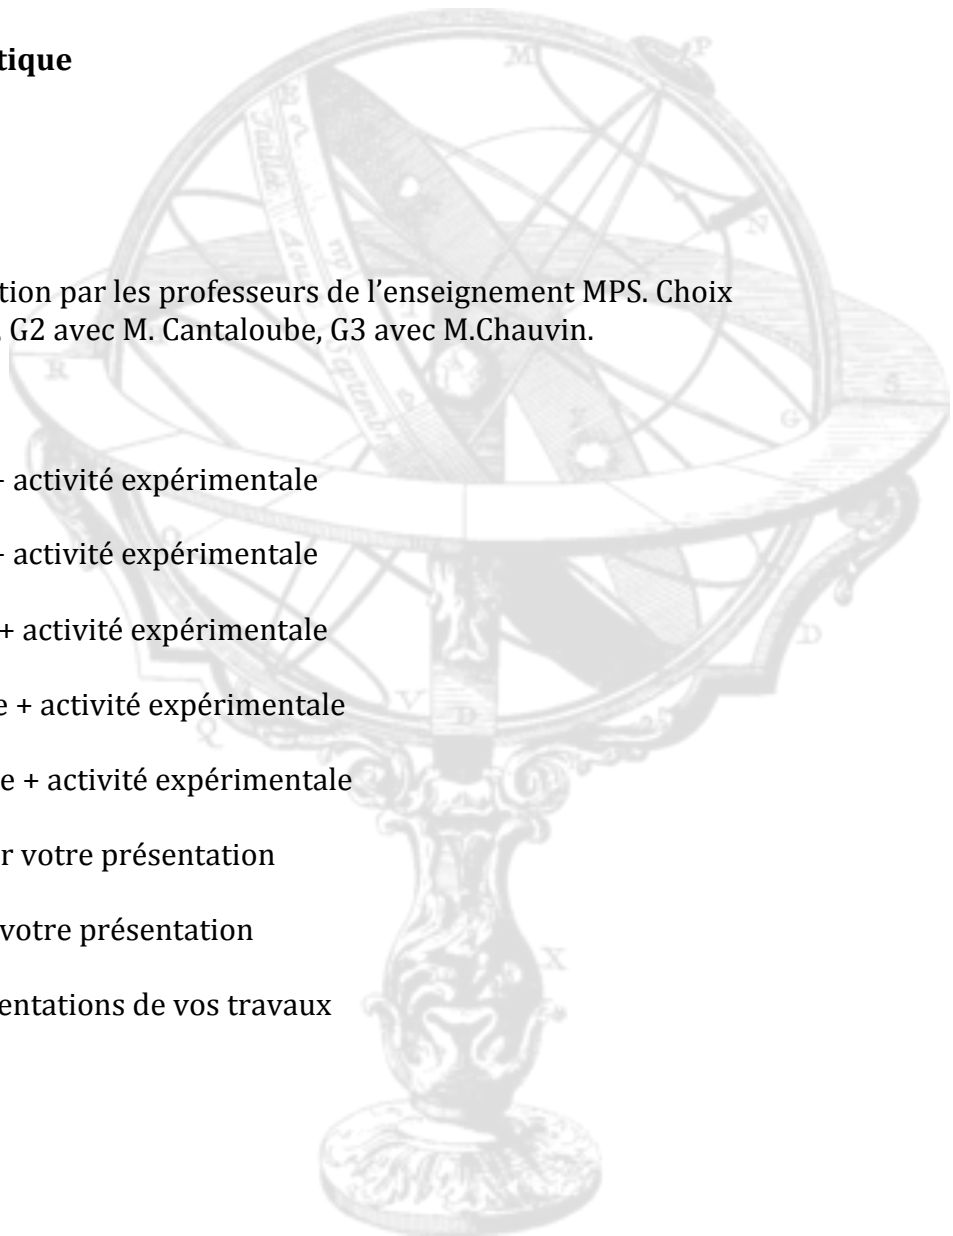 tique
tion par les professeurs de l’enseignement MPS. Choix
G2 avec M. Cantaloube, G3 avec M.Chauvin.
- activité expérimentale
- activité expérimentale
+ activité expérimentale
e + activité expérimentale
e + activité expérimentale
r votre présentation
votre présentation
entations de vos travaux
M
P
N
Septembre
R
S
G
D
V
D
Q
X